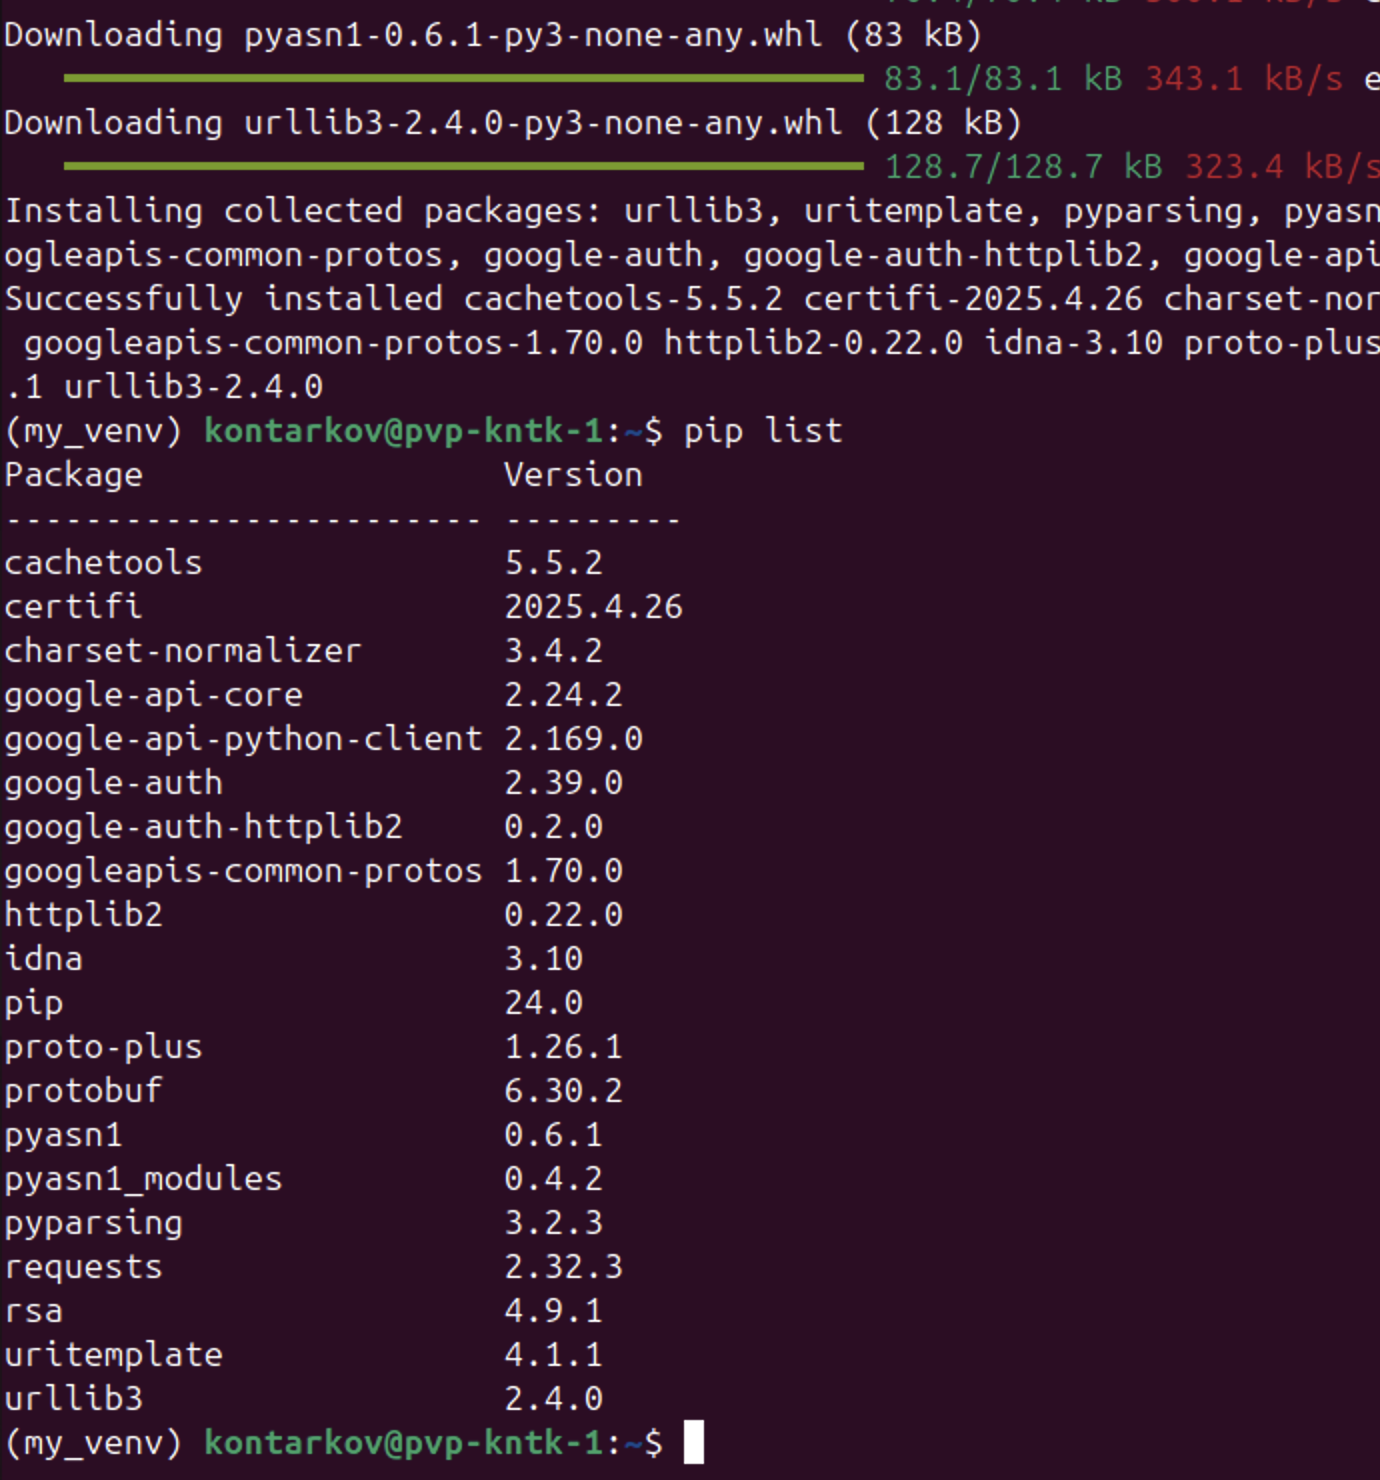 Downloading pyasn1-0.6.1-py3-none-any.whl (83 kB)
83.1/83.1 kB 343.1 kB/s e
Downloading urllib3-2.4.0-py3-none-any.whl (128 kB)
128.7/128.7 kB 323.4 kB/s
Installing collected packages: urllib3, uritemplate, pyparsing, pyasn
ogleapis-common-protos, google-auth, google-auth-httplib2, google-api
Successfully installed cachetools-5.5.2 certifi-2025.4.26 charset-nor
googleapis-common-protos-1.70.0 httplib2-0.22.0 idna-3.10 proto-plus
.1 urllib3-2.4.0
(my_venv) kontarkov@pvp-kntk-1:~$ pip list
Package Version
------------------------ ---------
cachetools 5.5.2
certifi 2025.4.26
charset-normalizer 3.4.2
google-api-core 2.24.2
google-api-python-client 2.169.0
google-auth 2.39.0
google-auth-httplib2 0.2.0
googleapis-common-protos 1.70.0
httplib2 0.22.0
idna 3.10
pip 24.0
proto-plus 1.26.1
protobuf 6.30.2
pyasn1 0.6.1
pyasn1_modules 0.4.2
pyparsing 3.2.3
requests 2.32.3
rsa 4.9.1
uritemplate 4.1.1
urllib3 2.4.0
(my_venv) kontarkov@pvp-kntk-1:~$